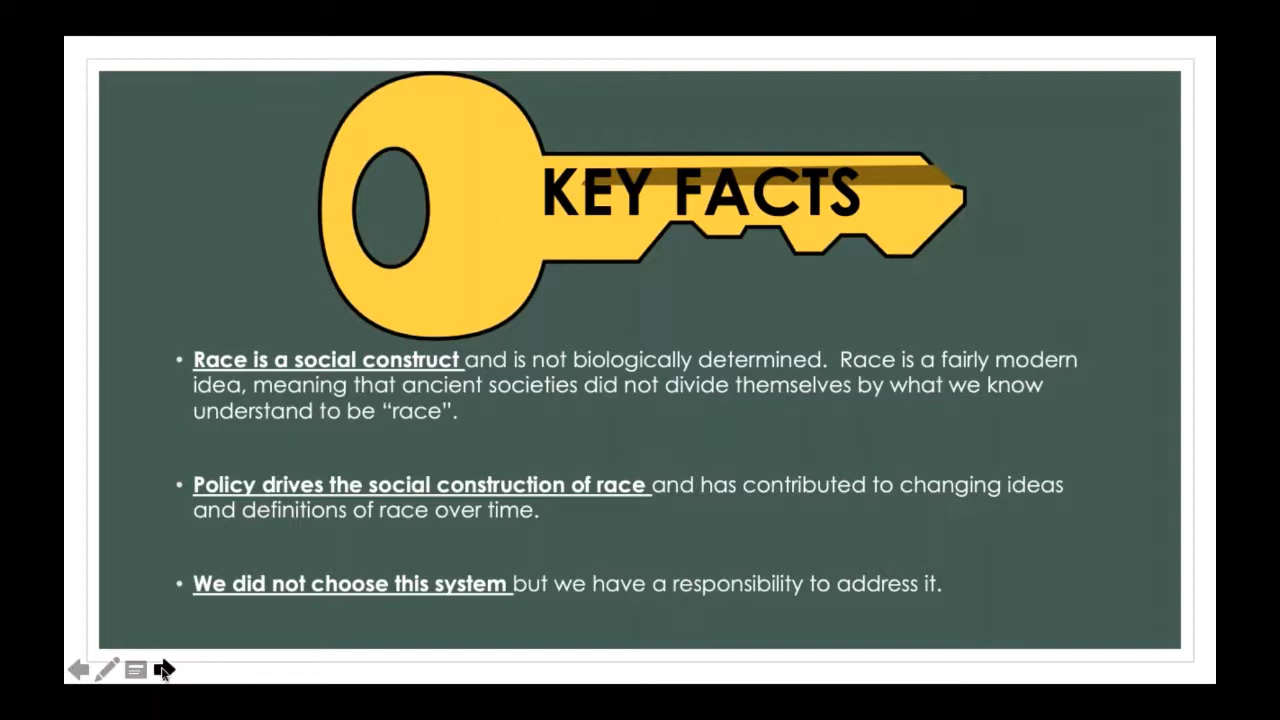 KEY FACTS
• Race is a social construct and is not biologically determined.  Race is a fairly modern
idea, meaning that ancient societies did not divide themselves by what we know
understand to be “race”.
• Policy drives the social construction of race and has contributed to changing ideas
and definitions of race over time.
• We did not choose this system but we have a responsibility to address it.